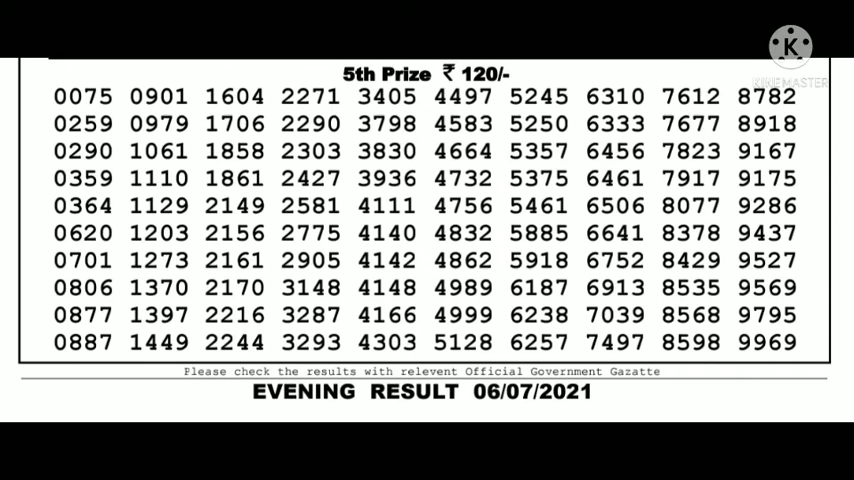 K
KINEMASTER
5th Prize ₹ 120/-
0075 0901 1604 2271 3405 4497 5245 6310 7612 8782
0259 0979 1706 2290 3798 4583 5250 6333 7677 8918
0290 1061 1858 2303 3830 4664 5357 6456 7823 9167
0359 1110 1861 2427 3936 4732 5375 6461 7917 9175
0364 1129 2149 2581 4111 4756 5461 6506 8077 9286
0620 1203 2156 2775 4140 4832 5885 6641 8378 9437
0701 1273 2161 2905 4142 4862 5918 6752 8429 9527
0806 1370 2170 3148 4148 4989 6187 6913 8535 9569
0877 1397 2216 3287 4166 4999 6238 7039 8568 9795
0887 1449 2244 3293 4303 5128 6257 7497 8598 9969
Please check the results with relevent Official Government Gazatte
EVENING RESULT 06/07/2021